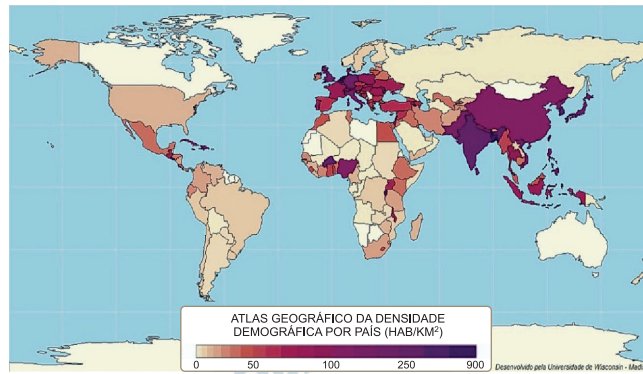 ATLAS GEOGRÁFICO DA DENSIDADE
DEMOGRÁFICA POR PAÍS (HAB/KM²)
0 50 100 250 900
Desenvolvido pela Universidade de Wisconsin -